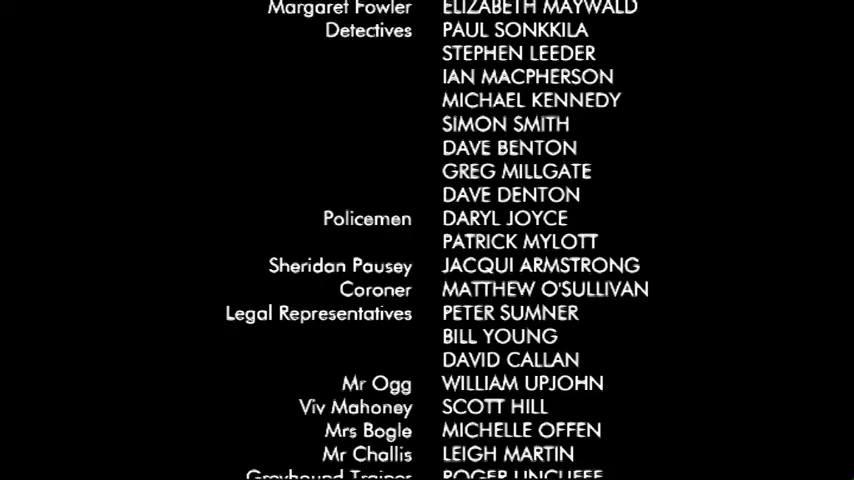 Margaret Fowler ELIZABETH MAYWALD
Detectives PAUL SONKKILA
STEPHEN LEEDER
IAN MACPHERSON
MICHAEL KENNEDY
SIMON SMITH
DAVE BENTON
GREG MILLGATE
DAVE DENTON
Policemen DARYL JOYCE
PATRICK MYLOTT
Sheridan Pausey JACQUI ARMSTRONG
Coroner MATTHEW O'SULLIVAN
Legal Representatives PETER SUMNER
BILL YOUNG
DAVID CALLAN
Mr Ogg WILLIAM UPJOHN
Viv Mahoney SCOTT HILL
Mrs Bogle MICHELLE OFFEN
Mr Challis LEIGH MARTIN
Greyhound Trainer ROGER